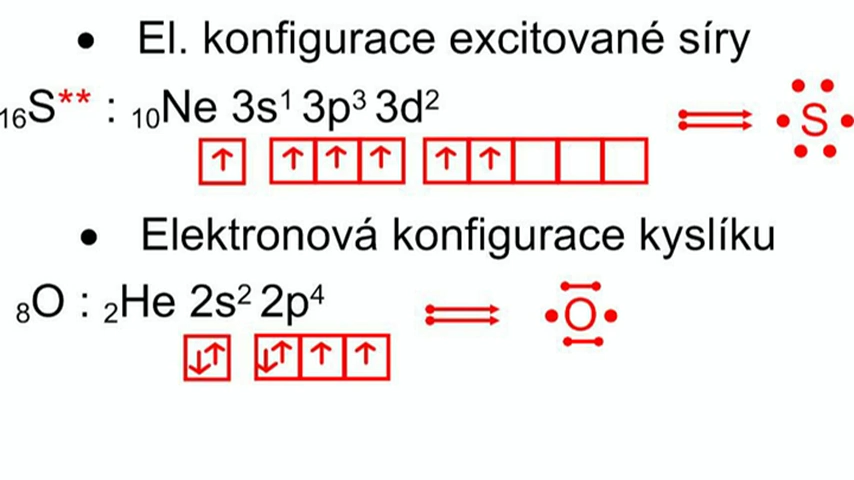 • El. konfigurace excitované síry
₁₆S** : ₁₀Ne 3s¹ 3p³ 3d² S
• Elektronová konfigurace kyslíku
₈O : ₂He 2s² 2p⁴ O